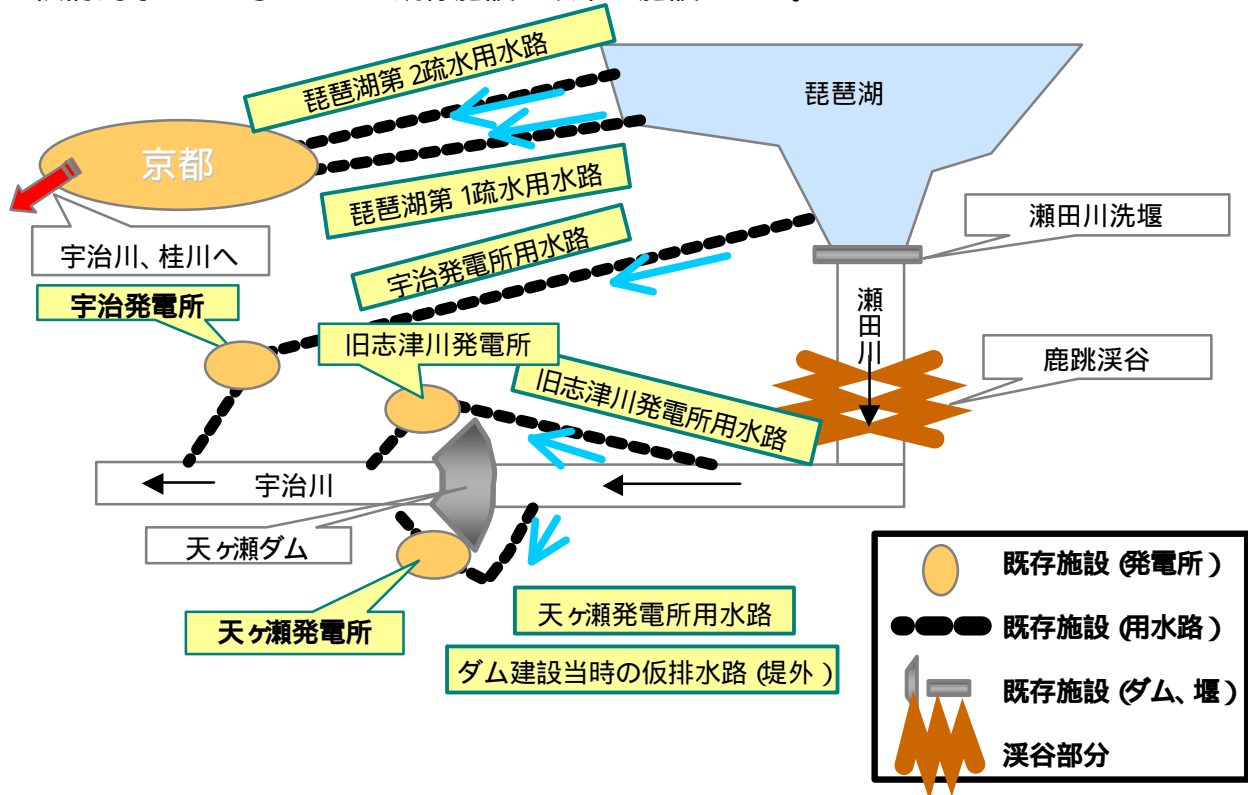 琵琶湖第2疏水用水路
琵琶湖
京都
琵琶湖第1疏水用水路
瀬田川洗堰
宇治川、桂川へ
宇治発電所用水路
宇治発電所
瀬田川
旧志津川発電所
鹿跳渓谷
旧志津川発電所用水路
宇治川
天ヶ瀬ダム
既存施設(発電所)
天ヶ瀬発電所用水路
天ヶ瀬発電所
既存施設(用水路)
ダム建設当時の仮排水路(堤外)
既存施設(ダム、堰)
渓谷部分